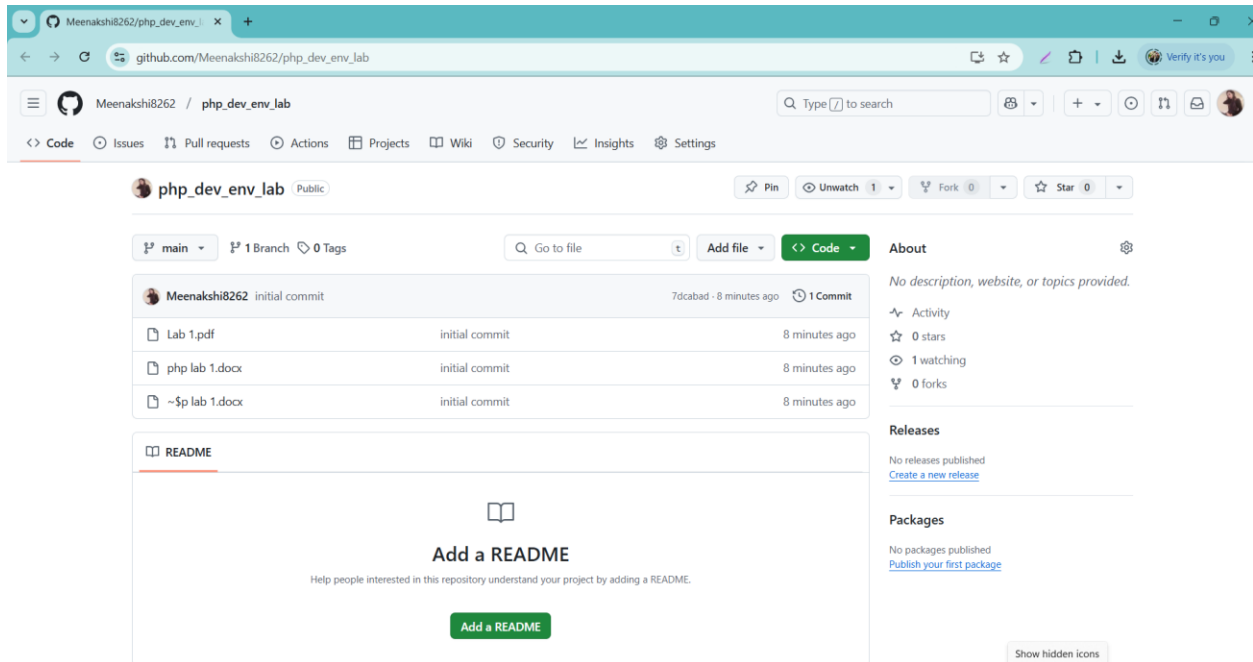 Meenakshi8262/php_dev_env_l
github.com/Meenakshi8262/php_dev_env_lab
Verify it's you
Meenakshi8262 / php_dev_env_lab
Type / to search
<> Code Issues Pull requests Actions Projects Wiki Security Insights Settings
php_dev_env_lab Public
Pin Unwatch 1 Fork 0 Star 0
main 1 Branch 0 Tags
Go to file t
Add file
<> Code
Meenakshi8262 initial commit 7dcabad · 8 minutes ago 1 Commit
Lab 1.pdf initial commit 8 minutes ago
php lab 1.docx initial commit 8 minutes ago
~$p lab 1.docx initial commit 8 minutes ago
README
Add a README
Help people interested in this repository understand your project by adding a README.
Add a README
About
No description, website, or topics provided.
Activity
0 stars
1 watching
0 forks
Releases
No releases published
Create a new release
Packages
No packages published
Publish your first package
Show hidden icons